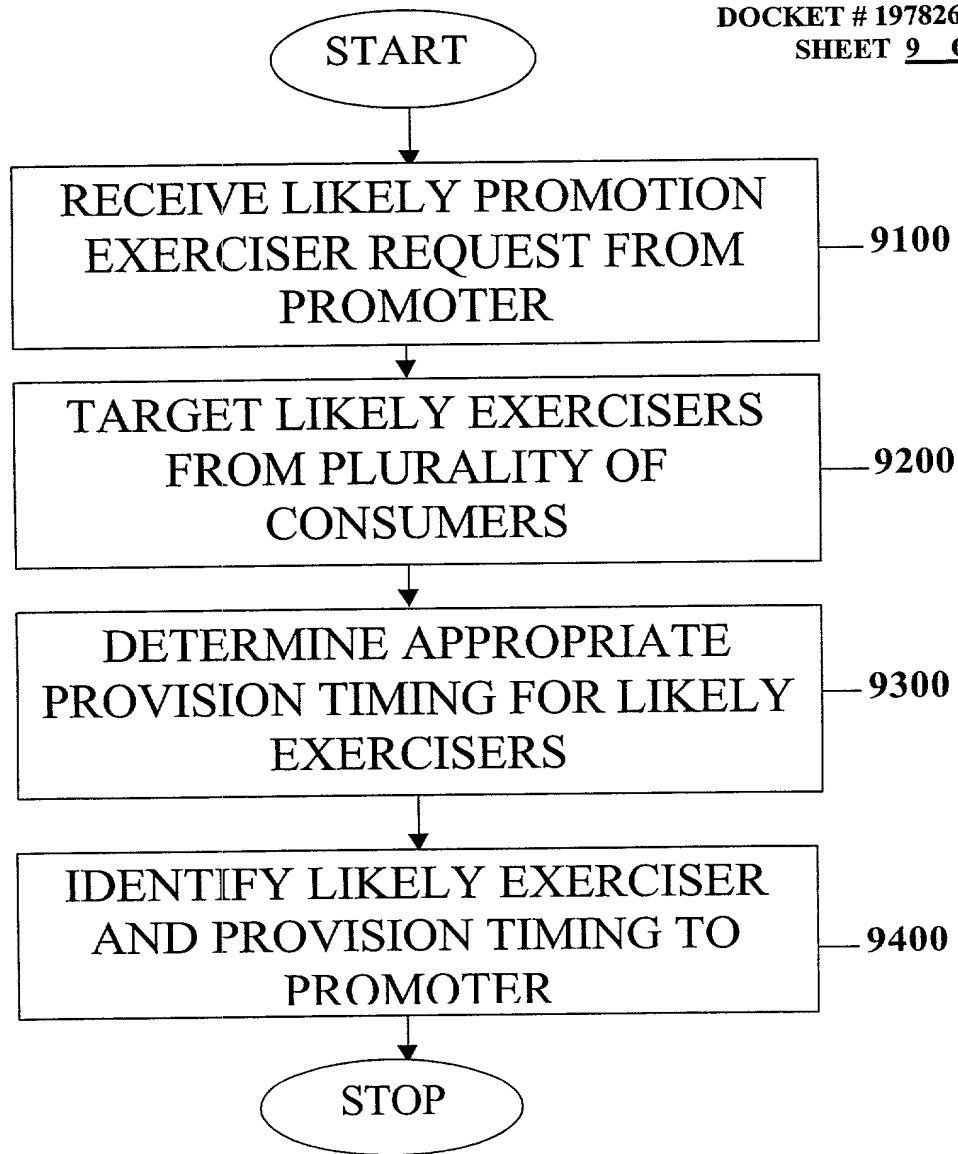 DOCKET # 197826
SHEET 9
START
RECEIVE LIKELY PROMOTION
EXERCISER REQUEST FROM
PROMOTER
9100
TARGET LIKELY EXERCISERS
FROM PLURALITY OF
CONSUMERS
9200
DETERMINE APPROPRIATE
PROVISION TIMING FOR LIKELY
EXERCISERS
9300
IDENTIFY LIKELY EXERCISER
AND PROVISION TIMING TO
PROMOTER
9400
STOP